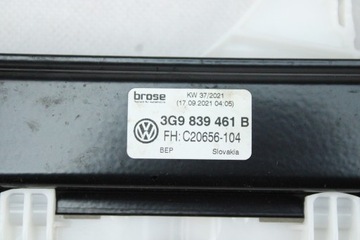 brose
KW 37/2021
(17.09.2021 04:05)
3G9 839 461 B
FH: C20656-104
BEP Slovakia